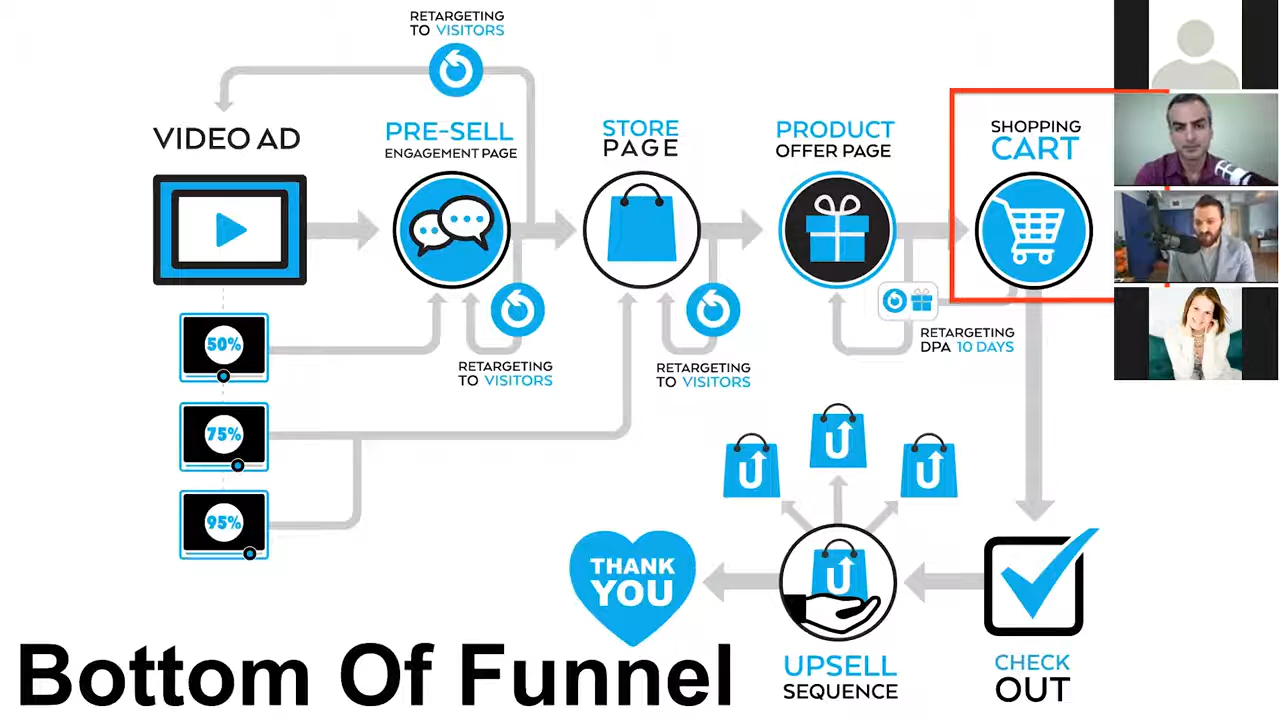 RETARGETING
TO VISITORS
VIDEO AD
PRE-SELL
ENGAGEMENT PAGE
STORE
PAGE
PRODUCT
OFFER PAGE
SHOPPING
CART
50%
75%
95%
RETARGETING
TO VISITORS
RETARGETING
TO VISITORS
RETARGETING
DPA 10 DAYS
U
U
U
THANK
YOU
U
UPSELL
SEQUENCE
CHECK
OUT
Bottom Of Funnel